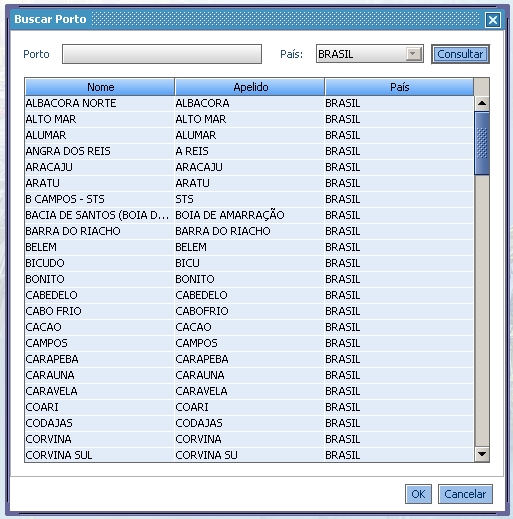 Buscar Porto
Porto País: BRASIL Consultar
Nome Apelido País
ALBACORA NORTE ALBACORA BRASIL
ALTO MAR ALTO MAR BRASIL
ALUMAR ALUMAR BRASIL
ANGRA DOS REIS A REIS BRASIL
ARACAJU ARACAJU BRASIL
ARATU ARATU BRASIL
B CAMPOS - STS STS BRASIL
BACIA DE SANTOS (BOIA D... BOIA DE AMARRAÇÃO BRASIL
BARRA DO RIACHO BARRA DO RIACHO BRASIL
BELEM BELEM BRASIL
BICUDO BICU BRASIL
BONITO BONITO BRASIL
CABEDELO CABEDELO BRASIL
CABO FRIO CABOFRIO BRASIL
CACAO CACAO BRASIL
CAMPOS CAMPOS BRASIL
CARAPEBA CARAPEBA BRASIL
CARAUNA CARAUNA BRASIL
CARAVELA CARAVELA BRASIL
COARI COARI BRASIL
CODAJAS CODAJAS BRASIL
CORVINA CORVINA BRASIL
CORVINA SUL CORVINA SU BRASIL
OK Cancelar